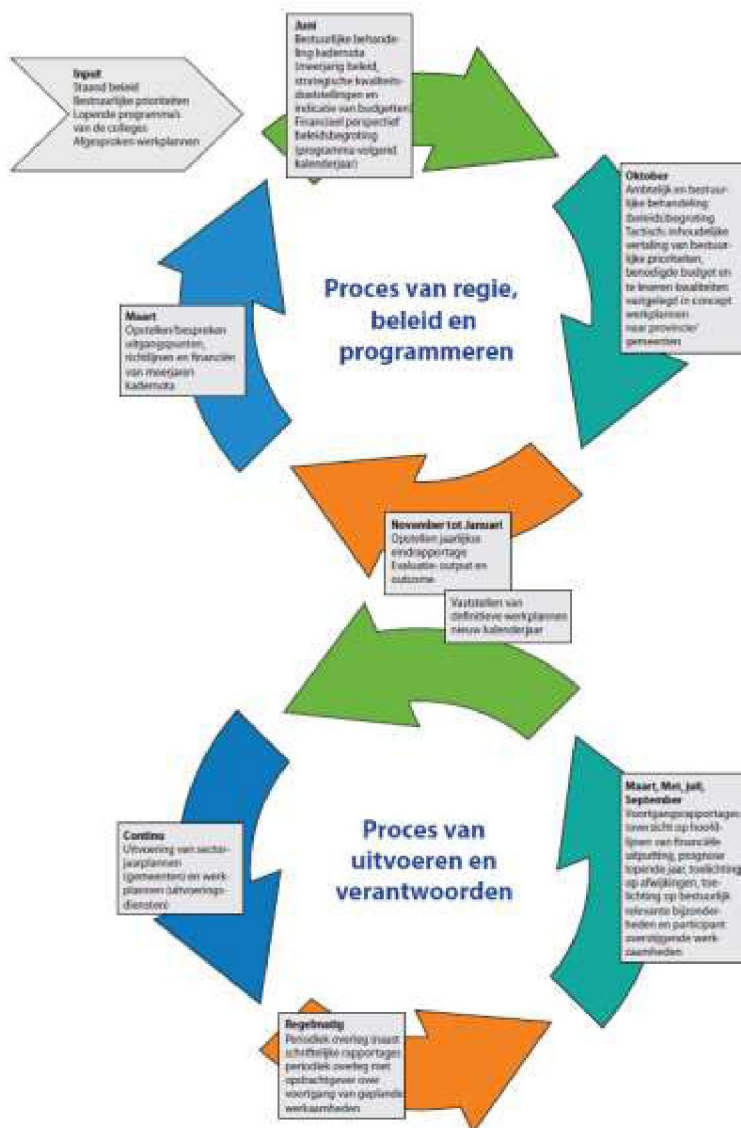 Input
Staand beleid
Bestuurlijke prioriteiten
Lopende programma's
van de colleges
Afgesproken werkplannen
Juni
Bestuurlijke behande-
ling kadernota
(meerjarig beleid,
strategische kwaliteits-
doelstellingen en
indicatie van budgetten)
Financieel perspectief
beleidsbegroting
(programma volgend
kalenderjaar)
Oktober
Ambtelijk en bestuur-
lijke behandeling
(beleids)begroting
Tactisch: inhoudelijke
vertaling van bestuur-
lijke prioriteiten,
benodigde budget en
te leveren kwaliteiten
vastgelegd in concept
werkplannen
naar provincie/
gemeenten
Proces van regie,
beleid en
programmeren
Maart
Opstellen/bespreken
uitgangspunten,
richtlijnen en financiën
van meerjaren
kadernota
November tot Januari
Opstellen jaarlijkse
eindrapportage
Evaluatie: output en
outcome
Vaststellen van
definitieve werkplannen
nieuw kalenderjaar
Maart, Mei, Juli,
September
Voortgangsrapportages
(overzicht op hoofd-
lijnen van financiële
uitputting, prognose
lopende jaar, toelichting
op afwijkingen, toe-
lichting op bestuurlijk
relevante bijzonder-
heden en participant
overstijgende werk-
zaamheden
Proces van
uitvoeren en
verantwoorden
Continu
Uitvoering van sector-
jaarplannen
(gemeenten) en werk-
plannen (uitvoerings-
diensten)
Regelmatig
Periodiek overleg (naast
schriftelijke rapportages
periodiek overleg met
opdrachtgever over
voortgang van geplande
werkzaamheden